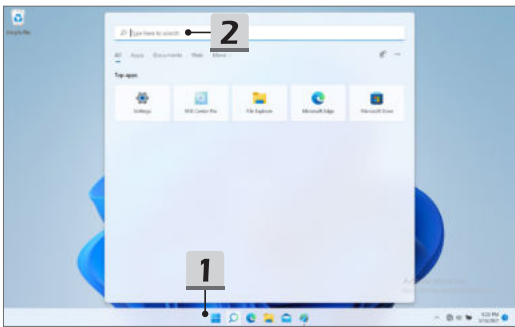 Recycle Bin
Type here to search
2
All Apps Documents Web More
Top apps
Settings
MSI Center Pro
File Explorer
Microsoft Edge
Microsoft Store
1